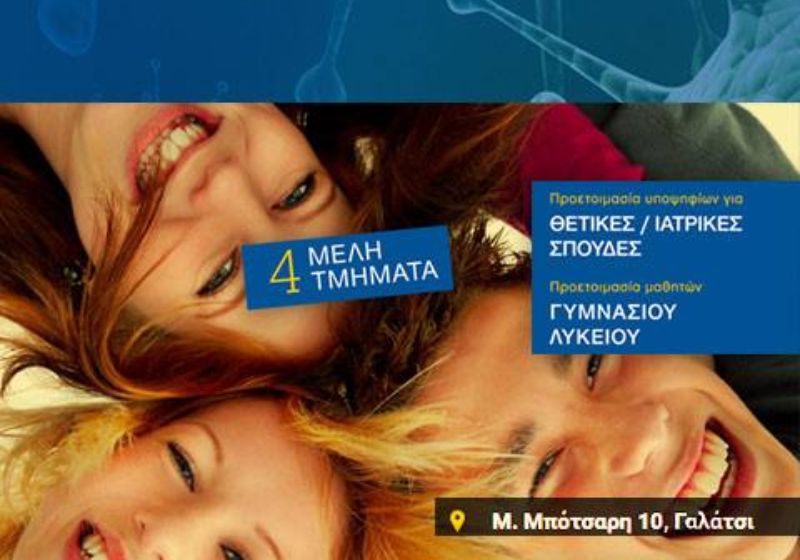 Προετοιμασία υποψηφίων για
ΘΕΤΙΚΕΣ / ΙΑΤΡΙΚΕΣ
ΣΠΟΥΔΕΣ
4 ΜΕΛΗ
ΤΜΗΜΑΤΑ
Προετοιμασία μαθητών
ΓΥΜΝΑΣΙΟΥ
ΛΥΚΕΙΟΥ
Μ. Μπότσαρη 10, Γαλάτσι